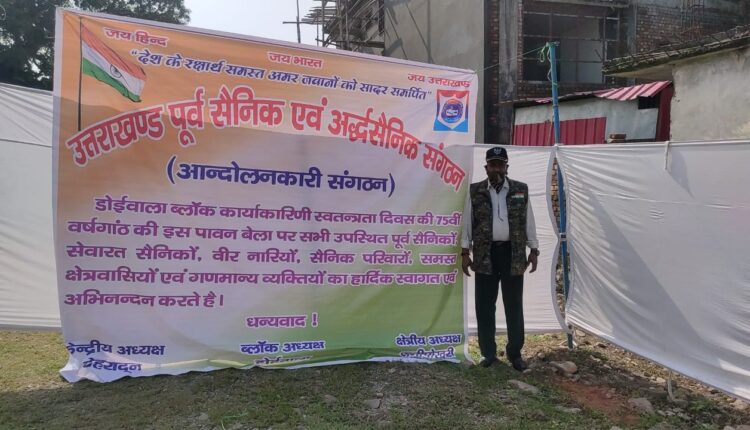 जय हिन्द
जय भारत
जय उत्तराखण्ड
"देश के रक्षार्थ समस्त अमर जवानों को सादर समर्पित"
उत्तराखण्ड पूर्व सैनिक एवं अर्द्धसैनिक संगठन
(आन्दोलनकारी संगठन)
डोईवाला ब्लॉक कार्यकारिणी स्वतन्त्रता दिवस की 75वीं
वर्षगांठ की इस पावन बेला पर सभी उपस्थित पूर्व सैनिकों,
सेवारत सैनिकों, वीर नारियों, सैनिक परिवारों, समस्त
क्षेत्रवासियों एवं गणमान्य व्यक्तियों का हार्दिक स्वागत एवं
अभिनन्दन करते है।
धन्यवाद !
केन्द्रीय अध्यक्ष
देहरादून
ब्लॉक अध्यक्ष
डोईवाला
क्षेत्रीय अध्यक्ष